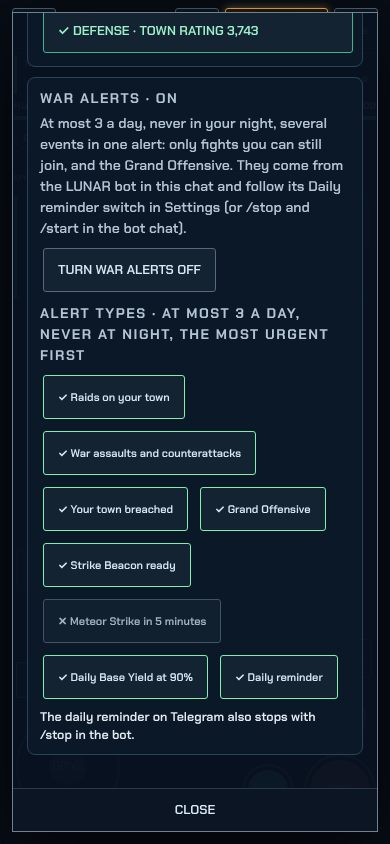 ✓ DEFENSE · TOWN RATING 3,743
WAR ALERTS · ON
At most 3 a day, never in your night, several
events in one alert: only fights you can still
join, and the Grand Offensive. They come from
the LUNAR bot in this chat and follow its Daily
reminder switch in Settings (or /stop and
/start in the bot chat).
TURN WAR ALERTS OFF
ALERT TYPES · AT MOST 3 A DAY,
NEVER AT NIGHT, THE MOST URGENT
FIRST
✓ Raids on your town
✓ War assaults and counterattacks
✓ Your town breached
✓ Grand Offensive
✓ Strike Beacon ready
✕ Meteor Strike in 5 minutes
✓ Daily Base Yield at 90%
✓ Daily reminder
The daily reminder on Telegram also stops with
/stop in the bot.
CLOSE